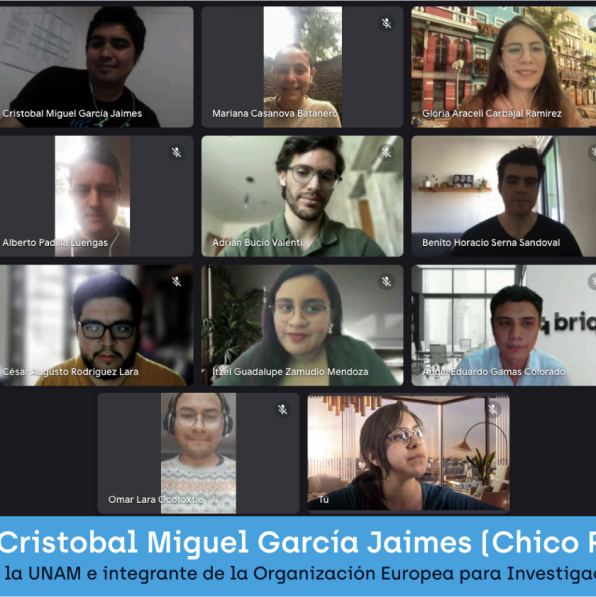 Cristobal Miguel García Jaimes
Mariana Casanova Batanero
Gloria Araceli Carbajal Ramírez
Alberto Padilla Luengas
Adrián Bucio Valenti
Benito Horacio Serna Sandoval
César Augusto Rodríguez Lara
Itzel Guadalupe Zamudio Mendoza
Angel Eduardo Gamas Colorado
bric
Omar Lara Ocotoxtle
Tú
Cristobal Miguel García Jaimes (Chico P
la UNAM e integrante de la Organización Europea para Investiga